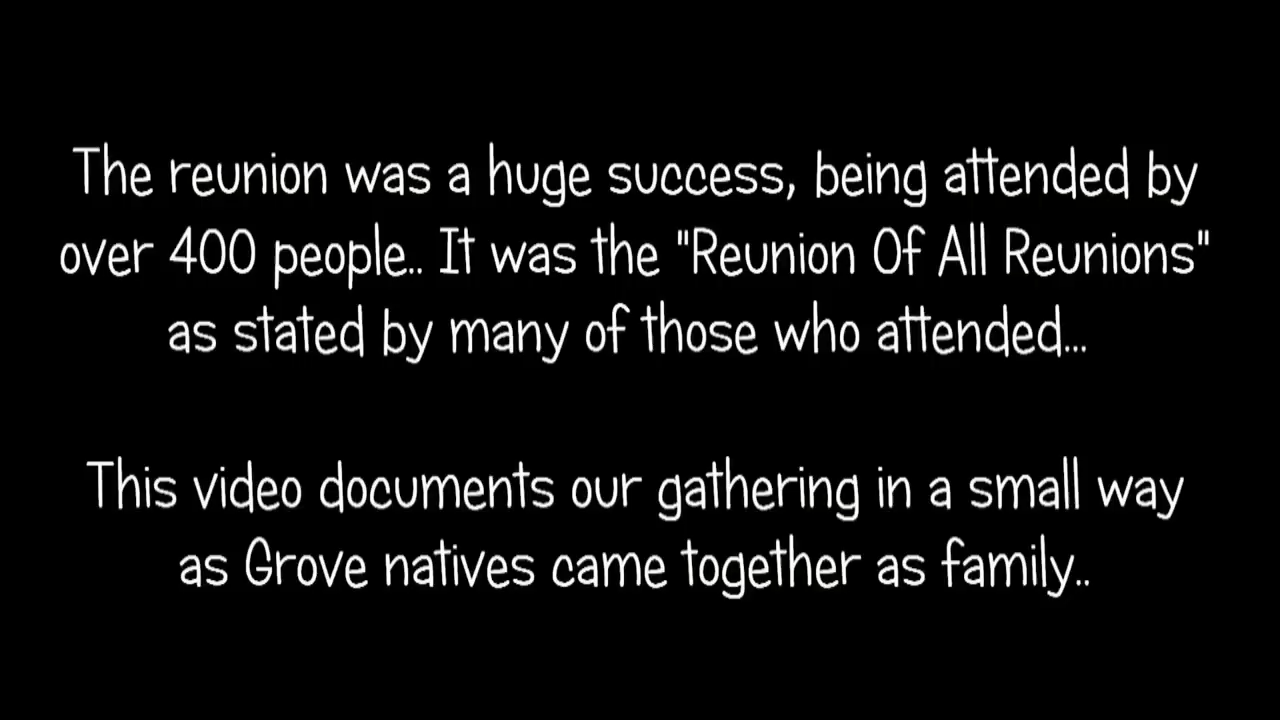 The reunion was a huge success, being attended by
over 400 people.. It was the "Reunion Of All Reunions"
as stated by many of those who attended...
This video documents our gathering in a small way
as Grove natives came together as family..